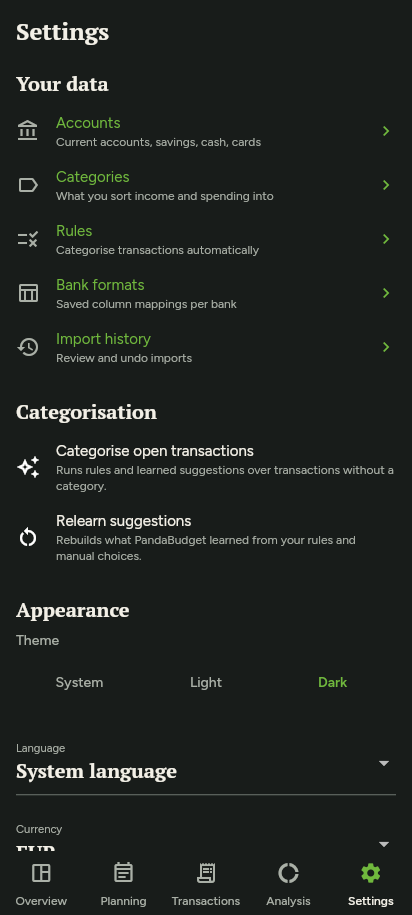 Settings
Your data
Accounts
Current accounts, savings, cash, cards
Categories
What you sort income and spending into
Rules
Categorise transactions automatically
Bank formats
Saved column mappings per bank
Import history
Review and undo imports
Categorisation
Categorise open transactions
Runs rules and learned suggestions over transactions without a
category.
Relearn suggestions
Rebuilds what PandaBudget learned from your rules and
manual choices.
Appearance
Theme
System Light Dark
Language
System language
Currency
EUR
Overview Planning Transactions Analysis Settings